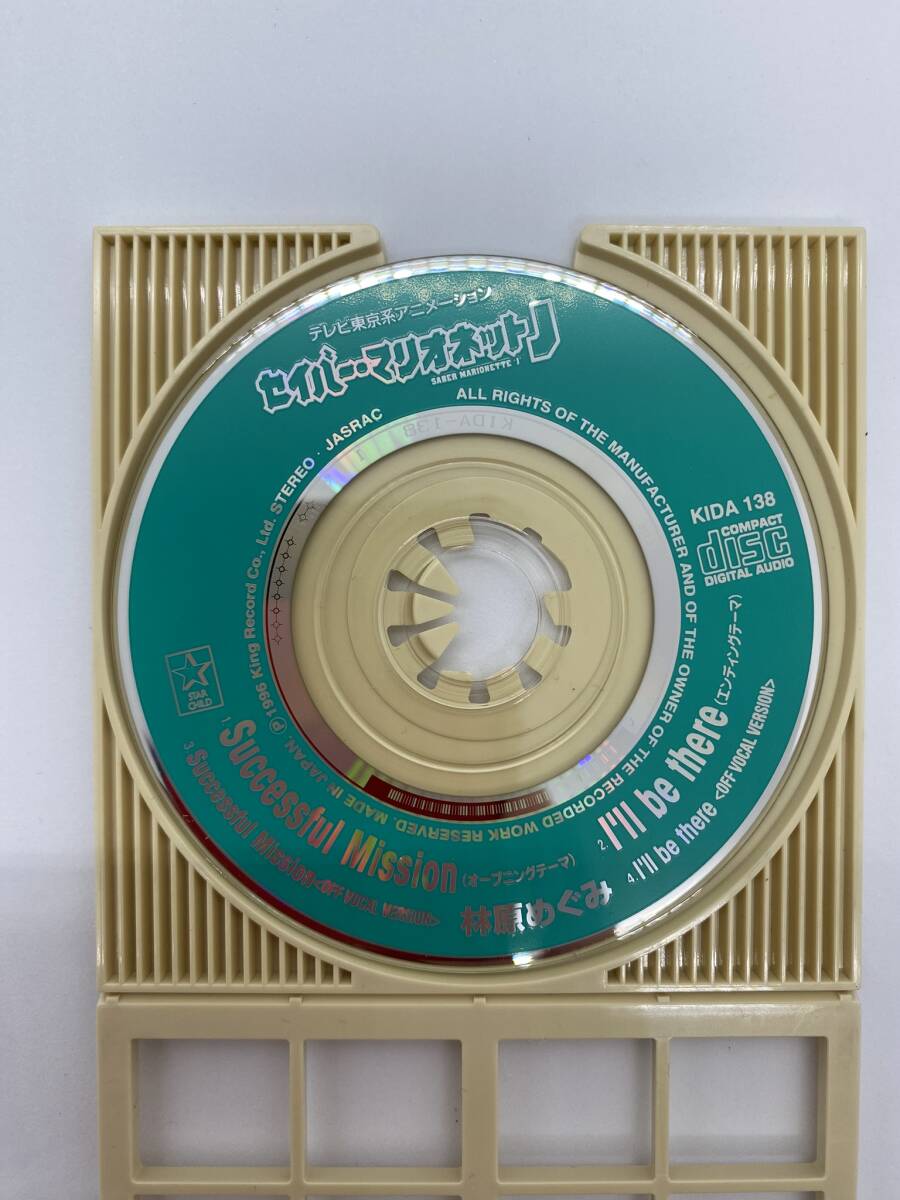 テレビ東京系アニメーション
セイバーマリオネットJ
SABER MARIONETTE 'J'
KIDA 138
COMPACT
disc
DIGITAL AUDIO
ALL RIGHTS OF THE MANUFACTURER AND OF THE OWNER OF THE RECORDED WORK RESERVED. MADE IN JAPAN. Ⓟ1996 King Record Co., Ltd. STEREO・JASRAC
KIDA-138
STAR
CHILD
1. Successful Mission (オープニングテーマ)
3. Successful Mission <OFF VOCAL VERSION>
林原めぐみ
2. I'll be there (エンディングテーマ)
4. I'll be there <OFF VOCAL VERSION>